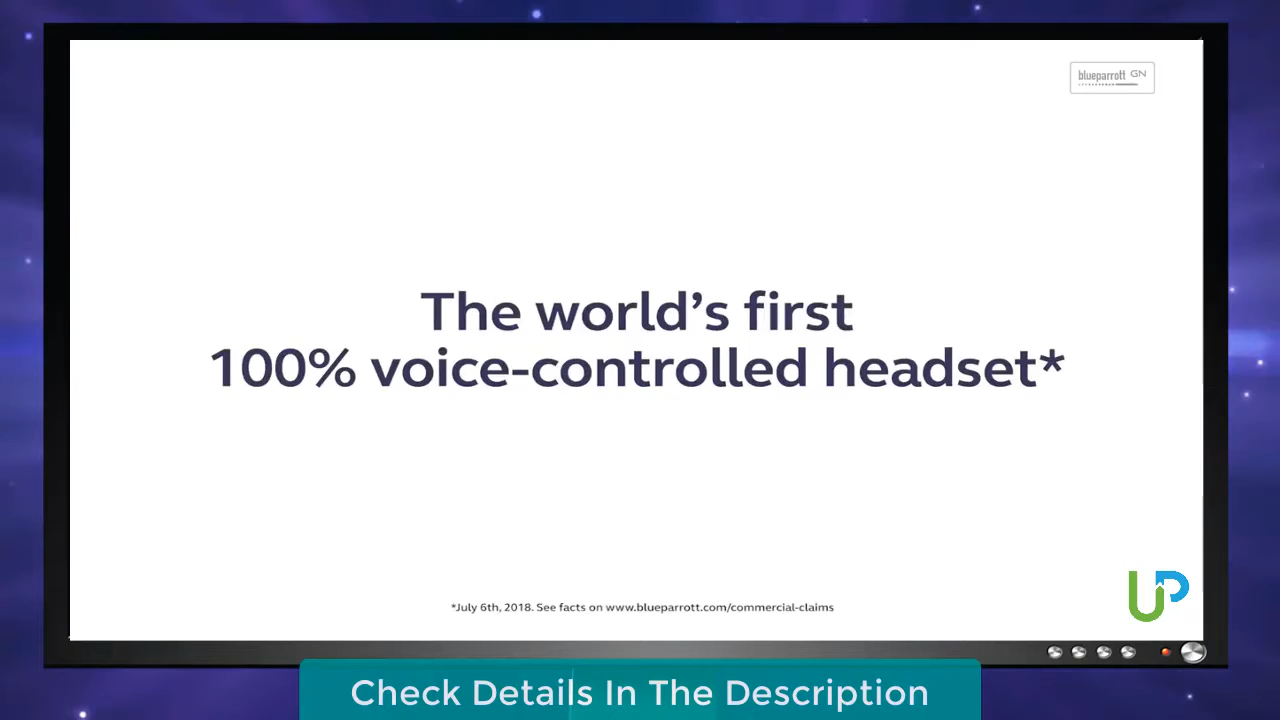 blueparrott GN
The world's first
100% voice-controlled headset*
*July 6th, 2018. See facts on www.blueparrott.com/commercial-claims
UP
Check Details In The Description